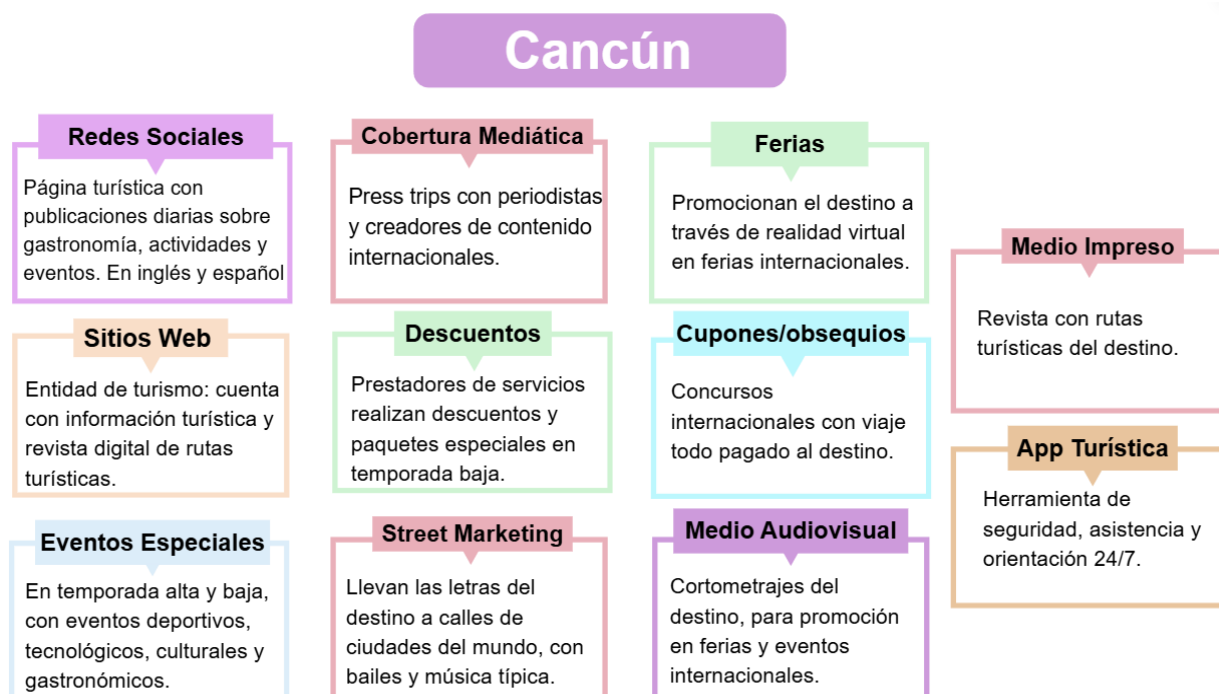 Cancún
Redes Sociales
Página turística con
publicaciones diarias sobre
gastronomía, actividades y
eventos. En inglés y español
Cobertura Mediática
Press trips con periodistas
y creadores de contenido
internacionales.
Ferias
Promocionan el destino a
través de realidad virtual
en ferias internacionales.
Medio Impreso
Revista con rutas
turísticas del destino.
Sitios Web
Entidad de turismo: cuenta
con información turística y
revista digital de rutas
turísticas.
Descuentos
Prestadores de servicios
realizan descuentos y
paquetes especiales en
temporada baja.
Cupones/obsequios
Concursos
internacionales con viaje
todo pagado al destino.
App Turística
Herramienta de
seguridad, asistencia y
orientación 24/7.
Eventos Especiales
En temporada alta y baja,
con eventos deportivos,
tecnológicos, culturales y
gastronómicos.
Street Marketing
Llevan las letras del
destino a calles de
ciudades del mundo, con
bailes y música típica.
Medio Audiovisual
Cortometrajes del
destino, para promoción
en ferias y eventos
internacionales.